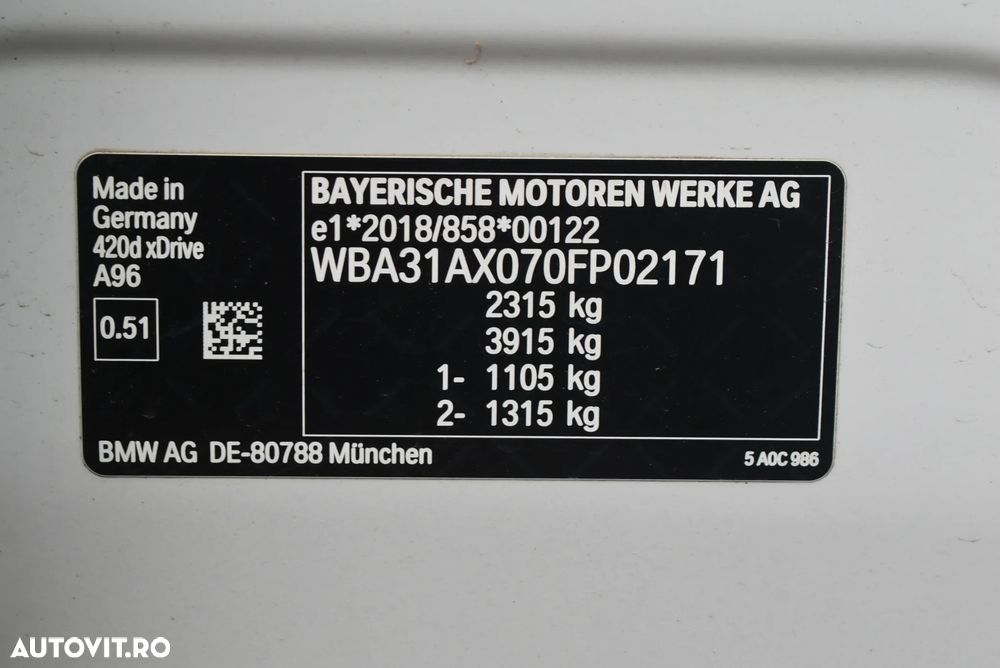 Made in
Germany
420d xDrive
A96
0.51
BAYERISCHE MOTOREN WERKE AG
e1*2018/858*00122
WBA31AX070FP02171
2315 kg
3915 kg
1- 1105 kg
2- 1315 kg
BMW AG DE-80788 München
5 A0C 986
AUTOVIT.RO